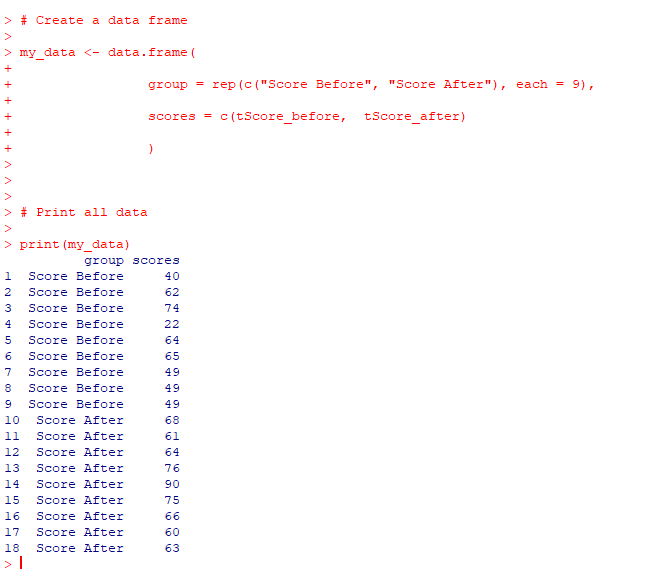 > # Create a data frame
>
> my_data <- data.frame(
+
+                 group = rep(c("Score Before", "Score After"), each = 9),
+
+                 scores = c(tScore_before,  tScore_after)
+
+                 )
>
>
>
> # Print all data
>
> print(my_data)
          group scores
1  Score Before     40
2  Score Before     62
3  Score Before     74
4  Score Before     22
5  Score Before     64
6  Score Before     65
7  Score Before     49
8  Score Before     49
9  Score Before     49
10  Score After     68
11  Score After     61
12  Score After     64
13  Score After     76
14  Score After     90
15  Score After     75
16  Score After     66
17  Score After     60
18  Score After     63
>